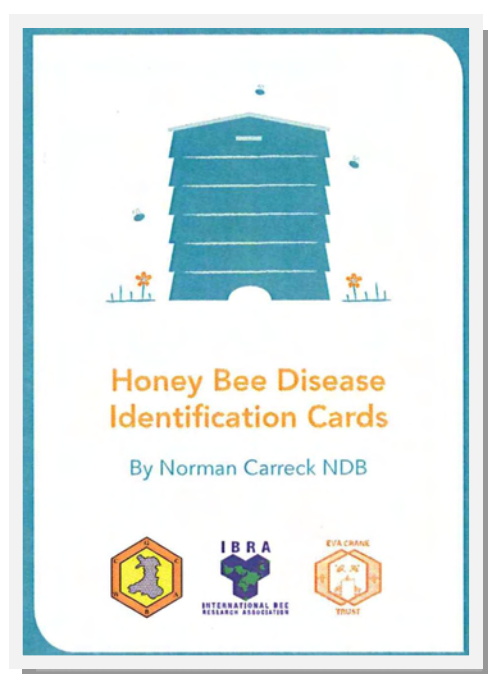 Honey Bee Disease
Identification Cards
By Norman Carreck NDB
IBRA
INTERNATIONAL BEE
RESEARCH ASSOCIATION
EVA CRANE
TRUST